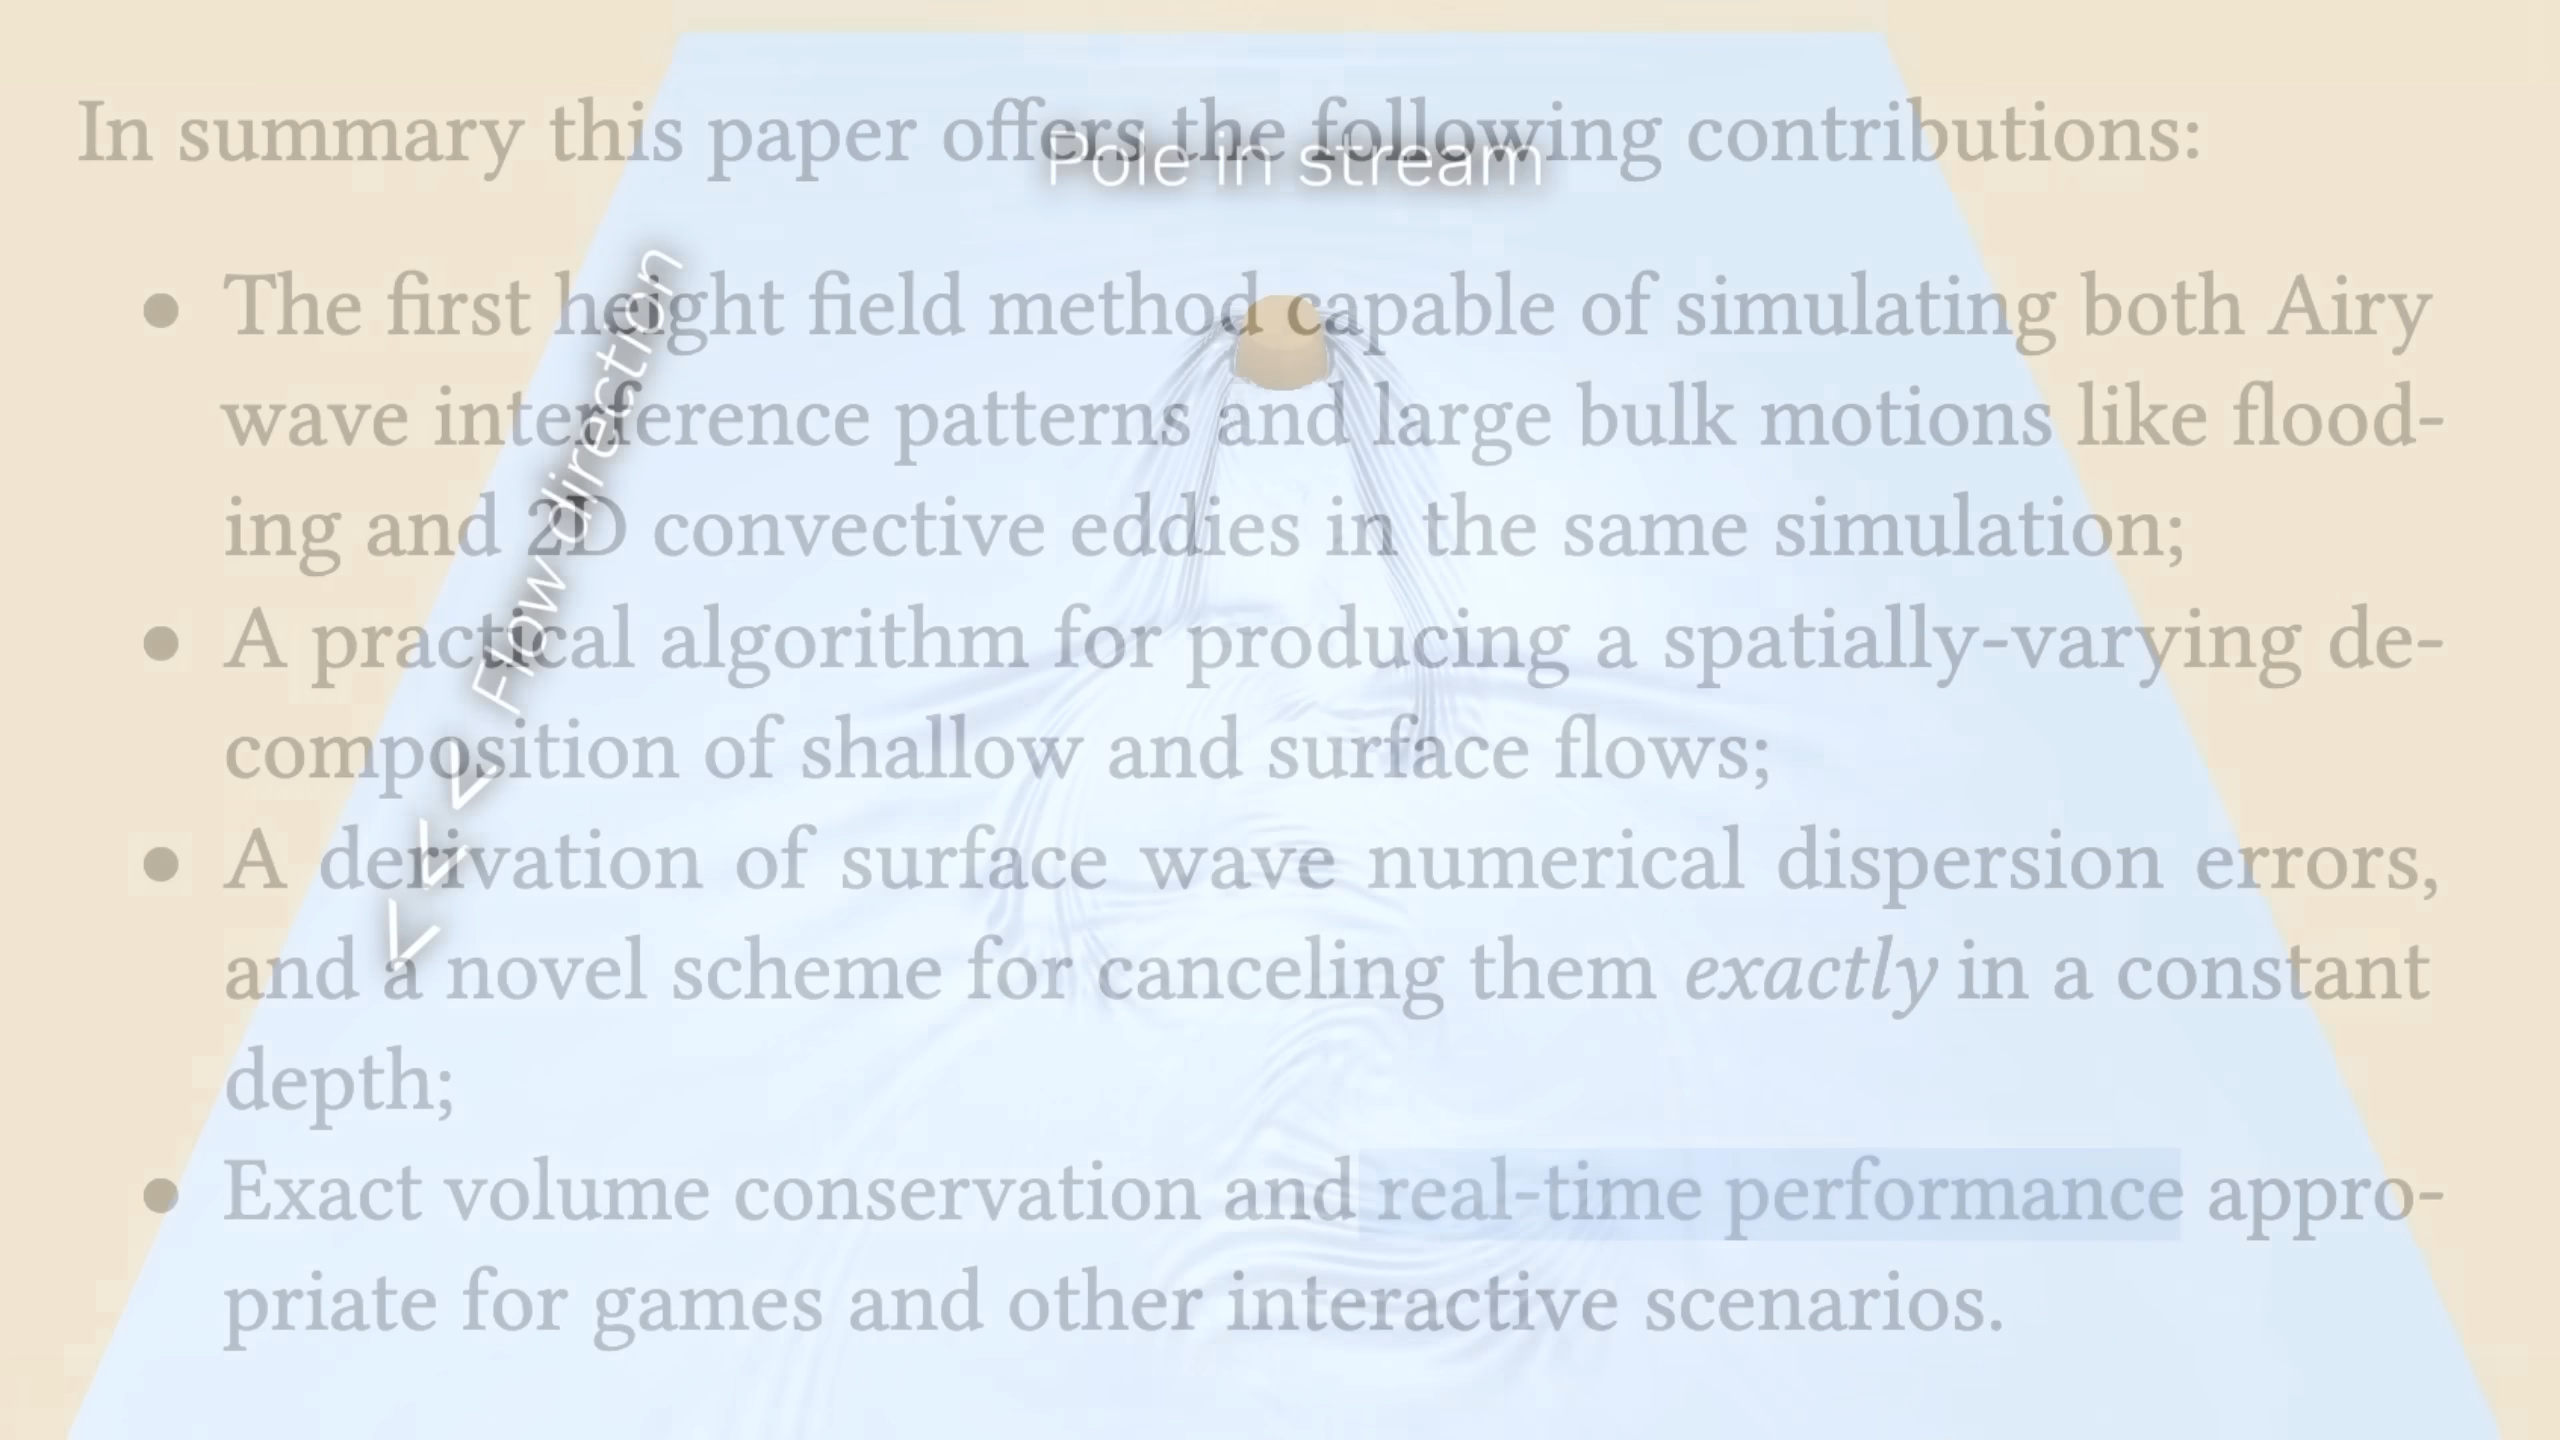 In summary this paper offers the following contributions:
Pole in stream
• The first height field method capable of simulating both Airy
wave interference patterns and large bulk motions like flood-
ing and 2D convective eddies in the same simulation;
• A practical algorithm for producing a spatially-varying de-
composition of shallow and surface flows;
• A derivation of surface wave numerical dispersion errors,
and a novel scheme for canceling them exactly in a constant
depth;
• Exact volume conservation and real-time performance appro-
priate for games and other interactive scenarios.
<<< Flow direction